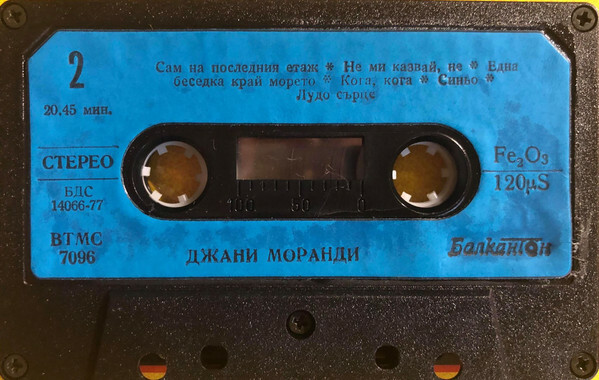 2
Сам на последния етаж * Не ми казвай, не * Една
беседка край морето * Кога, кога * Синьо *
Лудо сърце
20,45 мин.
СТЕРЕО
БДС
14066-77
ВТМС
7096
Fe₂O₃
120µS
100 50 0
ДЖАНИ МОРАНДИ
Балкантон